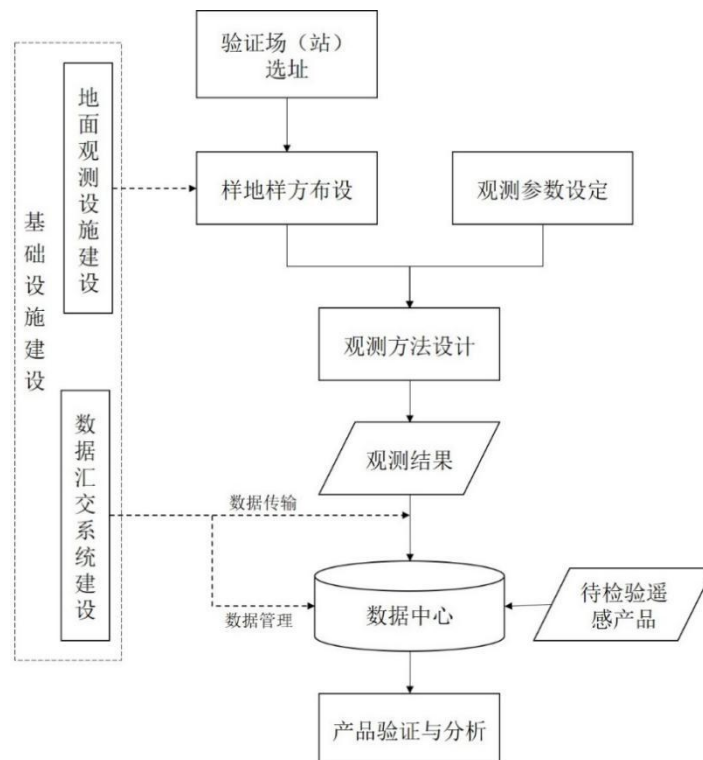 验证场（站）
选址
地面观测设施建设
样地样方布设
观测参数设定
基础设施建设
观测方法设计
数据汇交系统建设
观测结果
数据传输
待检验遥
感产品
数据中心
数据管理
产品验证与分析